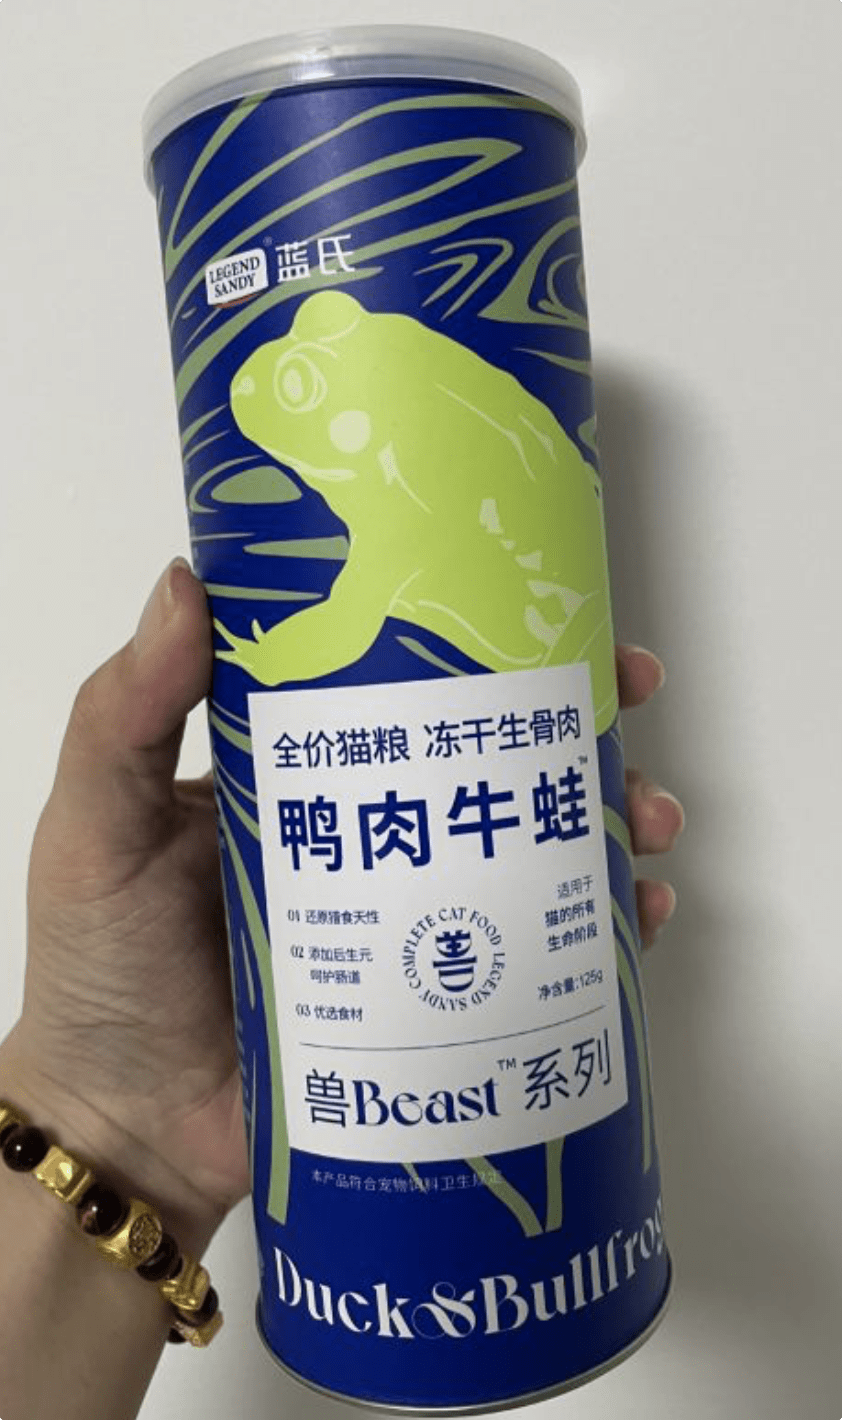 LEGEND
SANDY
® 蓝氏
全价猫粮 冻干生骨肉
鸭肉牛蛙™
01 还原猎食天性
02 添加后生元
呵护肠道
03 优选食材
COMPLETE CAT FOOD LEGEND SANDY
兽
适用于
猫的所有
生命阶段
净含量:125g
兽Beast™系列
本产品符合宠物饲料卫生规定
Duck&Bullfrog